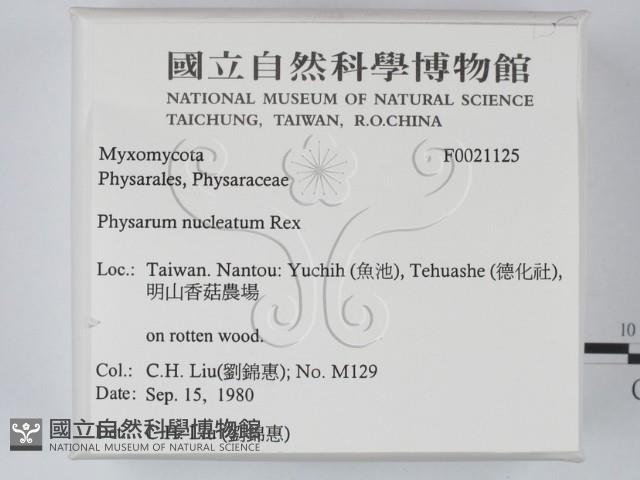 國立自然科學博物館
NATIONAL MUSEUM OF NATURAL SCIENCE
TAICHUNG, TAIWAN, R.O.CHINA
Myxomycota F0021125
Physarales, Physaraceae
Physarum nucleatum Rex
Loc.: Taiwan. Nantou: Yuchih (魚池), Tehuashe (德化社),
明山香菇農場
on rotten wood.
Col.: C.H. Liu(劉錦惠); No. M129
Date: Sep. 15, 1980
(劉錦惠)
國立自然科學博物館
NATIONAL MUSEUM OF NATURAL SCIENCE
10